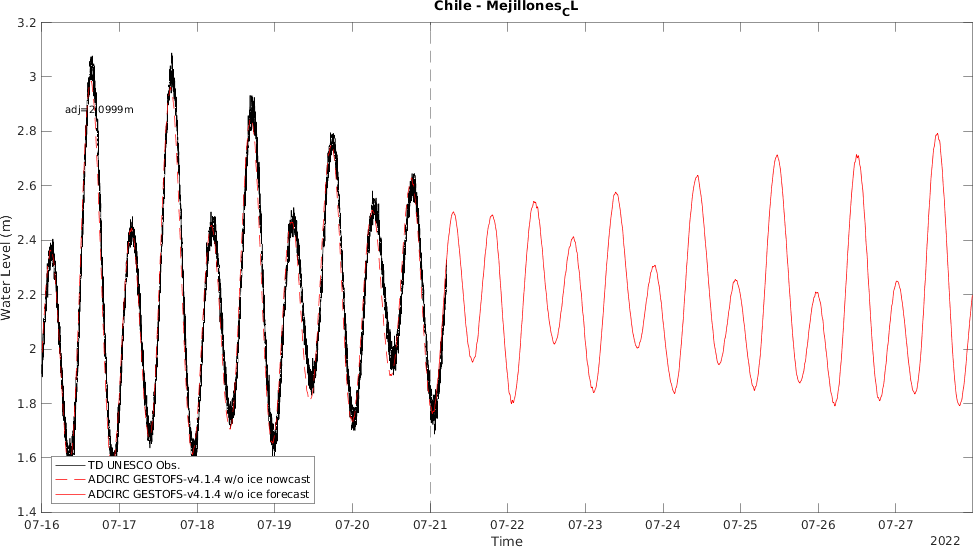 Chile - Mejillones_CL
3.2
3
2.8
2.6
2.4
2.2
2
1.8
1.6
1.4
Water Level (m)
adj=2.0999m
TD UNESCO Obs.
ADCIRC GESTOFS-v4.1.4 w/o ice nowcast
ADCIRC GESTOFS-v4.1.4 w/o ice forecast
07-16 07-17 07-18 07-19 07-20 07-21 07-22 07-23 07-24 07-25 07-26 07-27
Time
2022